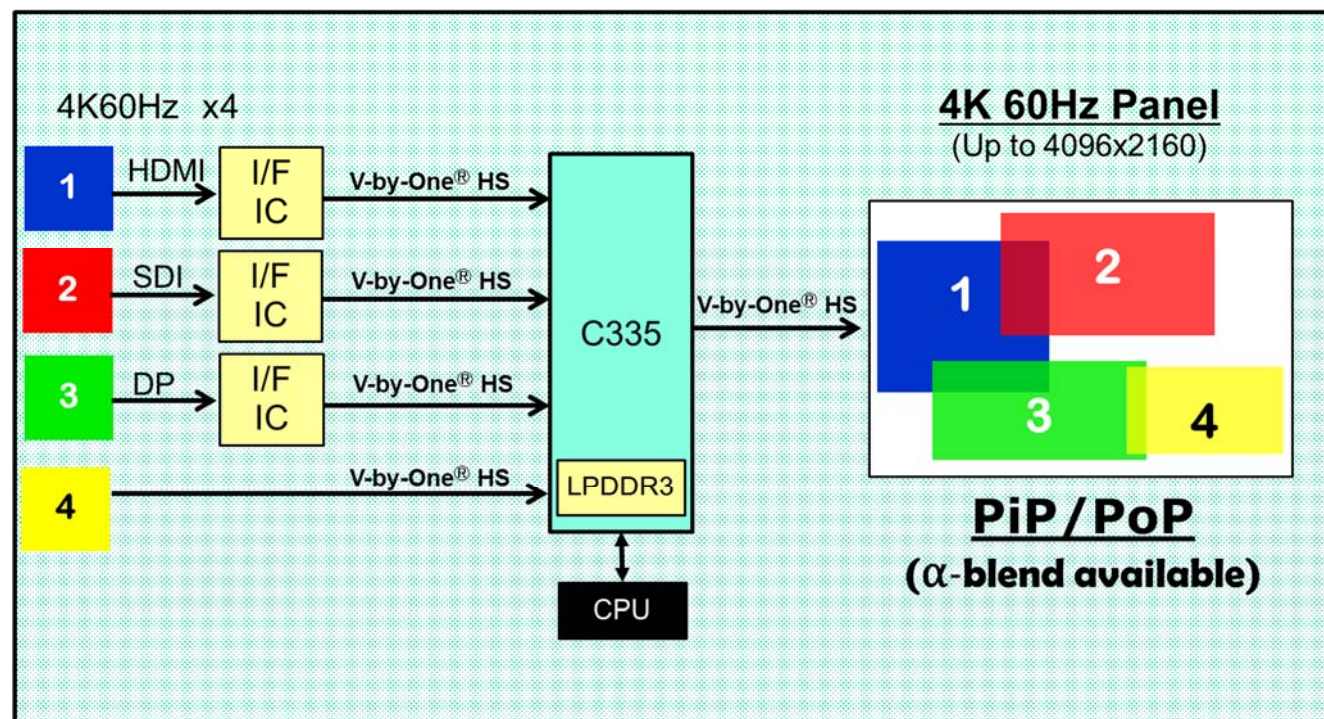 4K60Hz x4
1
HDMI
I/F
IC
V-by-One® HS
2
SDI
I/F
IC
V-by-One® HS
3
DP
I/F
IC
V-by-One® HS
4
V-by-One® HS
C335
LPDDR3
CPU
V-by-One® HS
4K 60Hz Panel
(Up to 4096x2160)
1
2
3
4
PiP/PoP
(α-blend available)